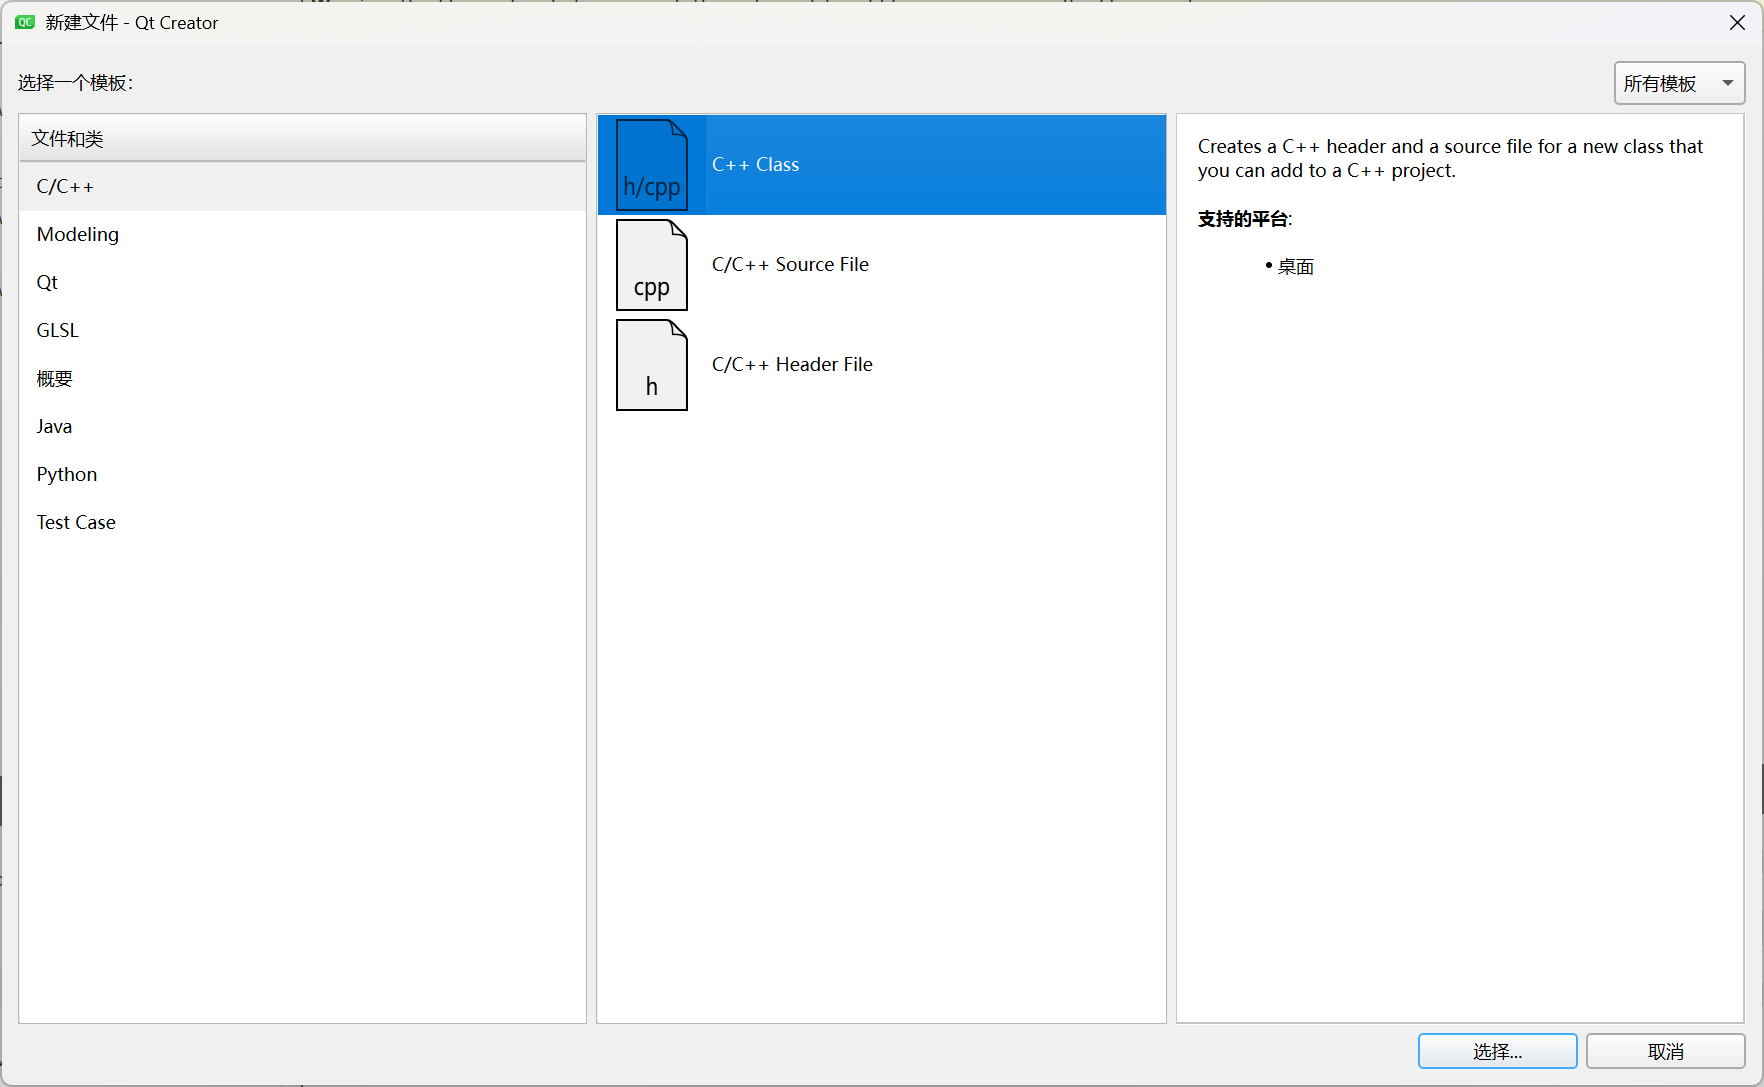 QC 新建文件 - Qt Creator
选择一个模板:
所有模板
文件和类
C/C++
Modeling
Qt
GLSL
概要
Java
Python
Test Case
h/cpp
C++ Class
cpp
C/C++ Source File
h
C/C++ Header File
Creates a C++ header and a source file for a new class that
you can add to a C++ project.
支持的平台:
• 桌面
选择...
取消